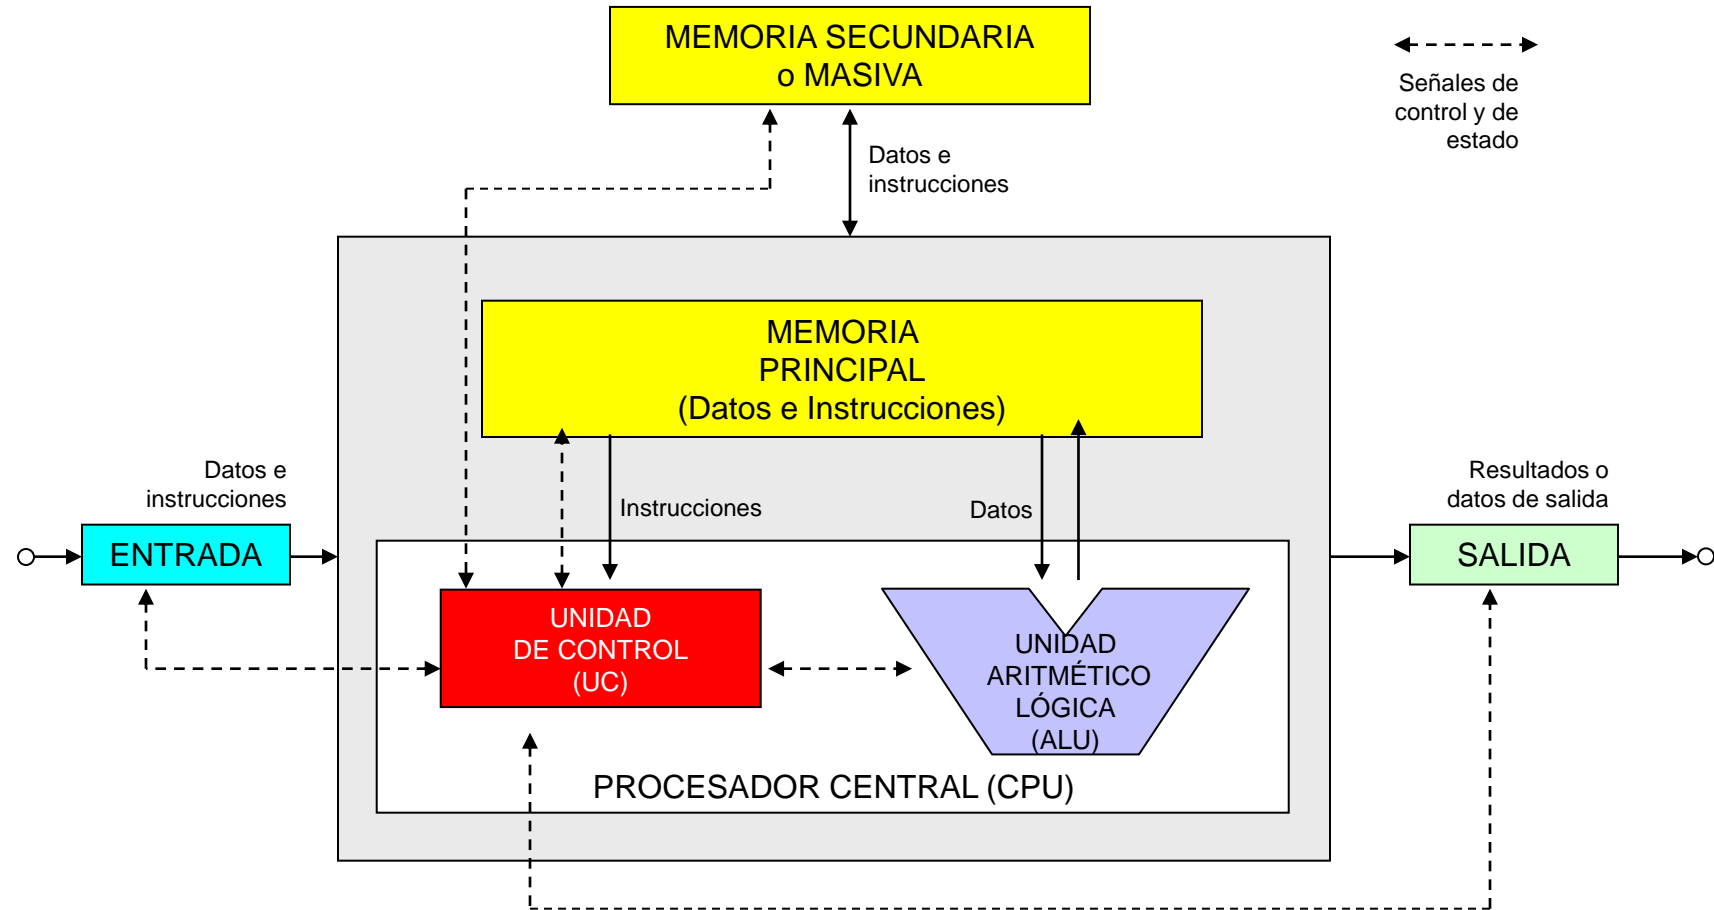 MEMORIA SECUNDARIA
o MASIVA
Señales de
control y de
estado
Datos e
instrucciones
MEMORIA
PRINCIPAL
(Datos e Instrucciones)
Datos e
instrucciones
Instrucciones
Datos
Resultados o
datos de salida
ENTRADA
SALIDA
UNIDAD
DE CONTROL
(UC)
UNIDAD
ARITMÉTICO
LÓGICA
(ALU)
PROCESADOR CENTRAL (CPU)